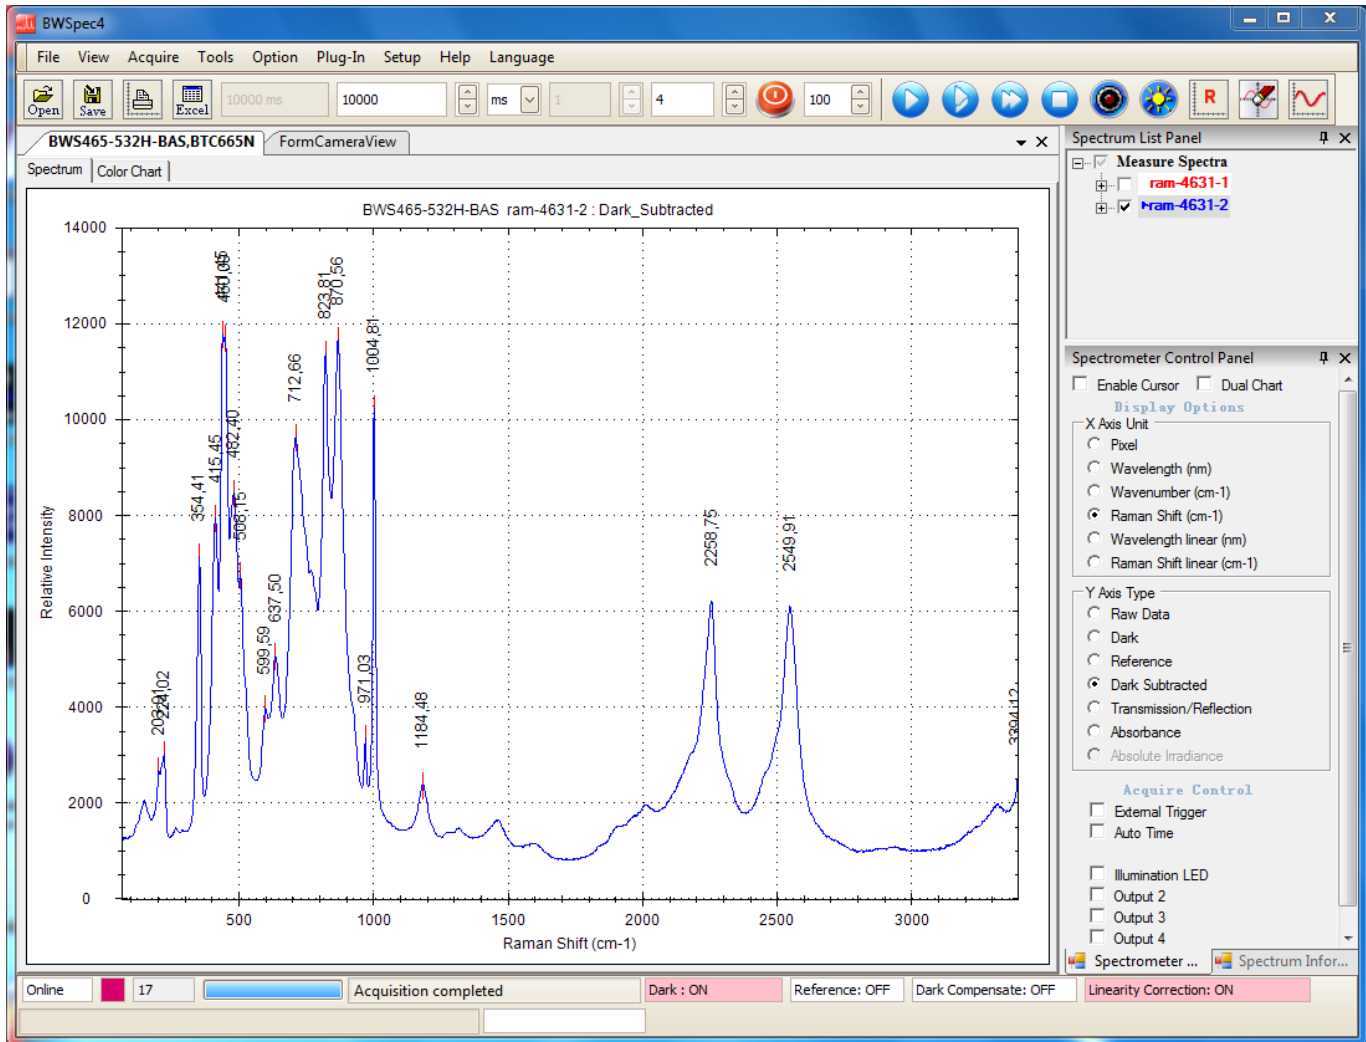 BWSpec4
File View Acquire Tools Option Plug-In Setup Help Language
Open Save Excel 10000 ms 10000 ms 1 4 100 R
BWS465-532H-BAS,BTC665N FormCameraView
Spectrum Color Chart
BWS465-532H-BAS ram-4631-2 : Dark_Subtracted
14000
12000
10000
8000
6000
4000
2000
0
Relative Intensity
224,02
354,41
415,45
482,40
508,15
599,59
637,50
712,66
823,81
870,56
971,03
1004,81
1184,48
2258,75
2549,91
3394,12
500 1000 1500 2000 2500 3000
Raman Shift (cm-1)
Spectrum List Panel
Measure Spectra
ram-4631-1
ram-4631-2
Spectrometer Control Panel
Enable Cursor Dual Chart
Display Options
X Axis Unit
Pixel
Wavelength (nm)
Wavenumber (cm-1)
Raman Shift (cm-1)
Wavelength linear (nm)
Raman Shift linear (cm-1)
Y Axis Type
Raw Data
Dark
Reference
Dark Subtracted
Transmission/Reflection
Absorbance
Absolute Irradiance
Acquire Control
External Trigger
Auto Time
Illumination LED
Output 2
Output 3
Output 4
Spectrometer ... Spectrum Infor...
Online 17 Acquisition completed Dark : ON Reference: OFF Dark Compensate: OFF Linearity Correction: ON